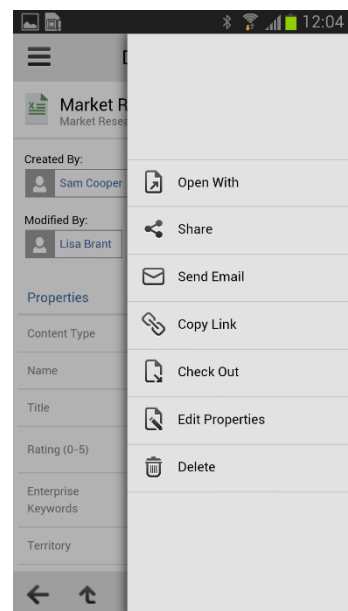 12:04
D
Market R
Market Resea
Created By:
Sam Cooper
Modified By:
Lisa Brant
Properties
Content Type
Name
Title
Rating (0-5)
Enterprise
Keywords
Territory
Open With
Share
Send Email
Copy Link
Check Out
Edit Properties
Delete